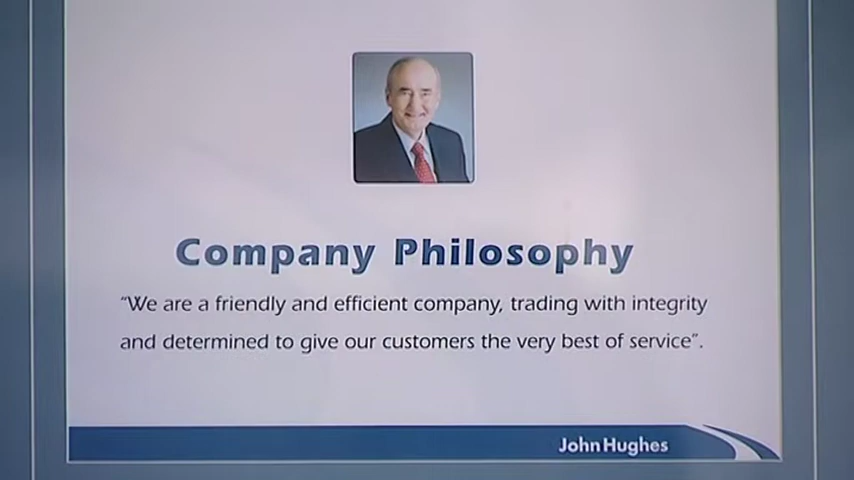 Company Philosophy
“We are a friendly and efficient company, trading with integrity
and determined to give our customers the very best of service”.
John Hughes